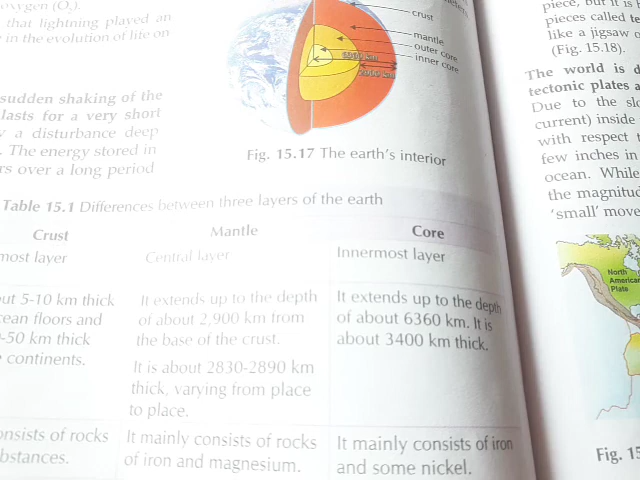 oxygen (O₂).
that lightning played an
in the evolution of life on
sudden shaking of the
lasts for a very short
a disturbance deep
. The energy stored in
rs over a long period
crust
mantle
outer core
inner core
Fig. 15.17 The earth's interior
Table 15.1 Differences between three layers of the earth
Crust
Mantle
Core
most layer
Central layer
Innermost layer
ut 5-10 km thick
cean floors and
-50 km thick
continents.
It extends up to the depth
of about 2,900 km from
the base of the crust.
It is about 2830-2890 km
thick, varying from place
to place.
It extends up to the depth
of about 6360 km. It is
about 3400 km thick.
onsists of rocks
bstances.
It mainly consists of rocks
of iron and magnesium.
It mainly consists of iron
and some nickel.
piece, but it is
pieces called te
like a jigsaw
(Fig. 15.18).
The world is d
tectonic plates a
Due to the slo
current) inside
with respect
few inches in
ocean. While
the magnitud
'small' move
North
American
Plate
Fig. 15